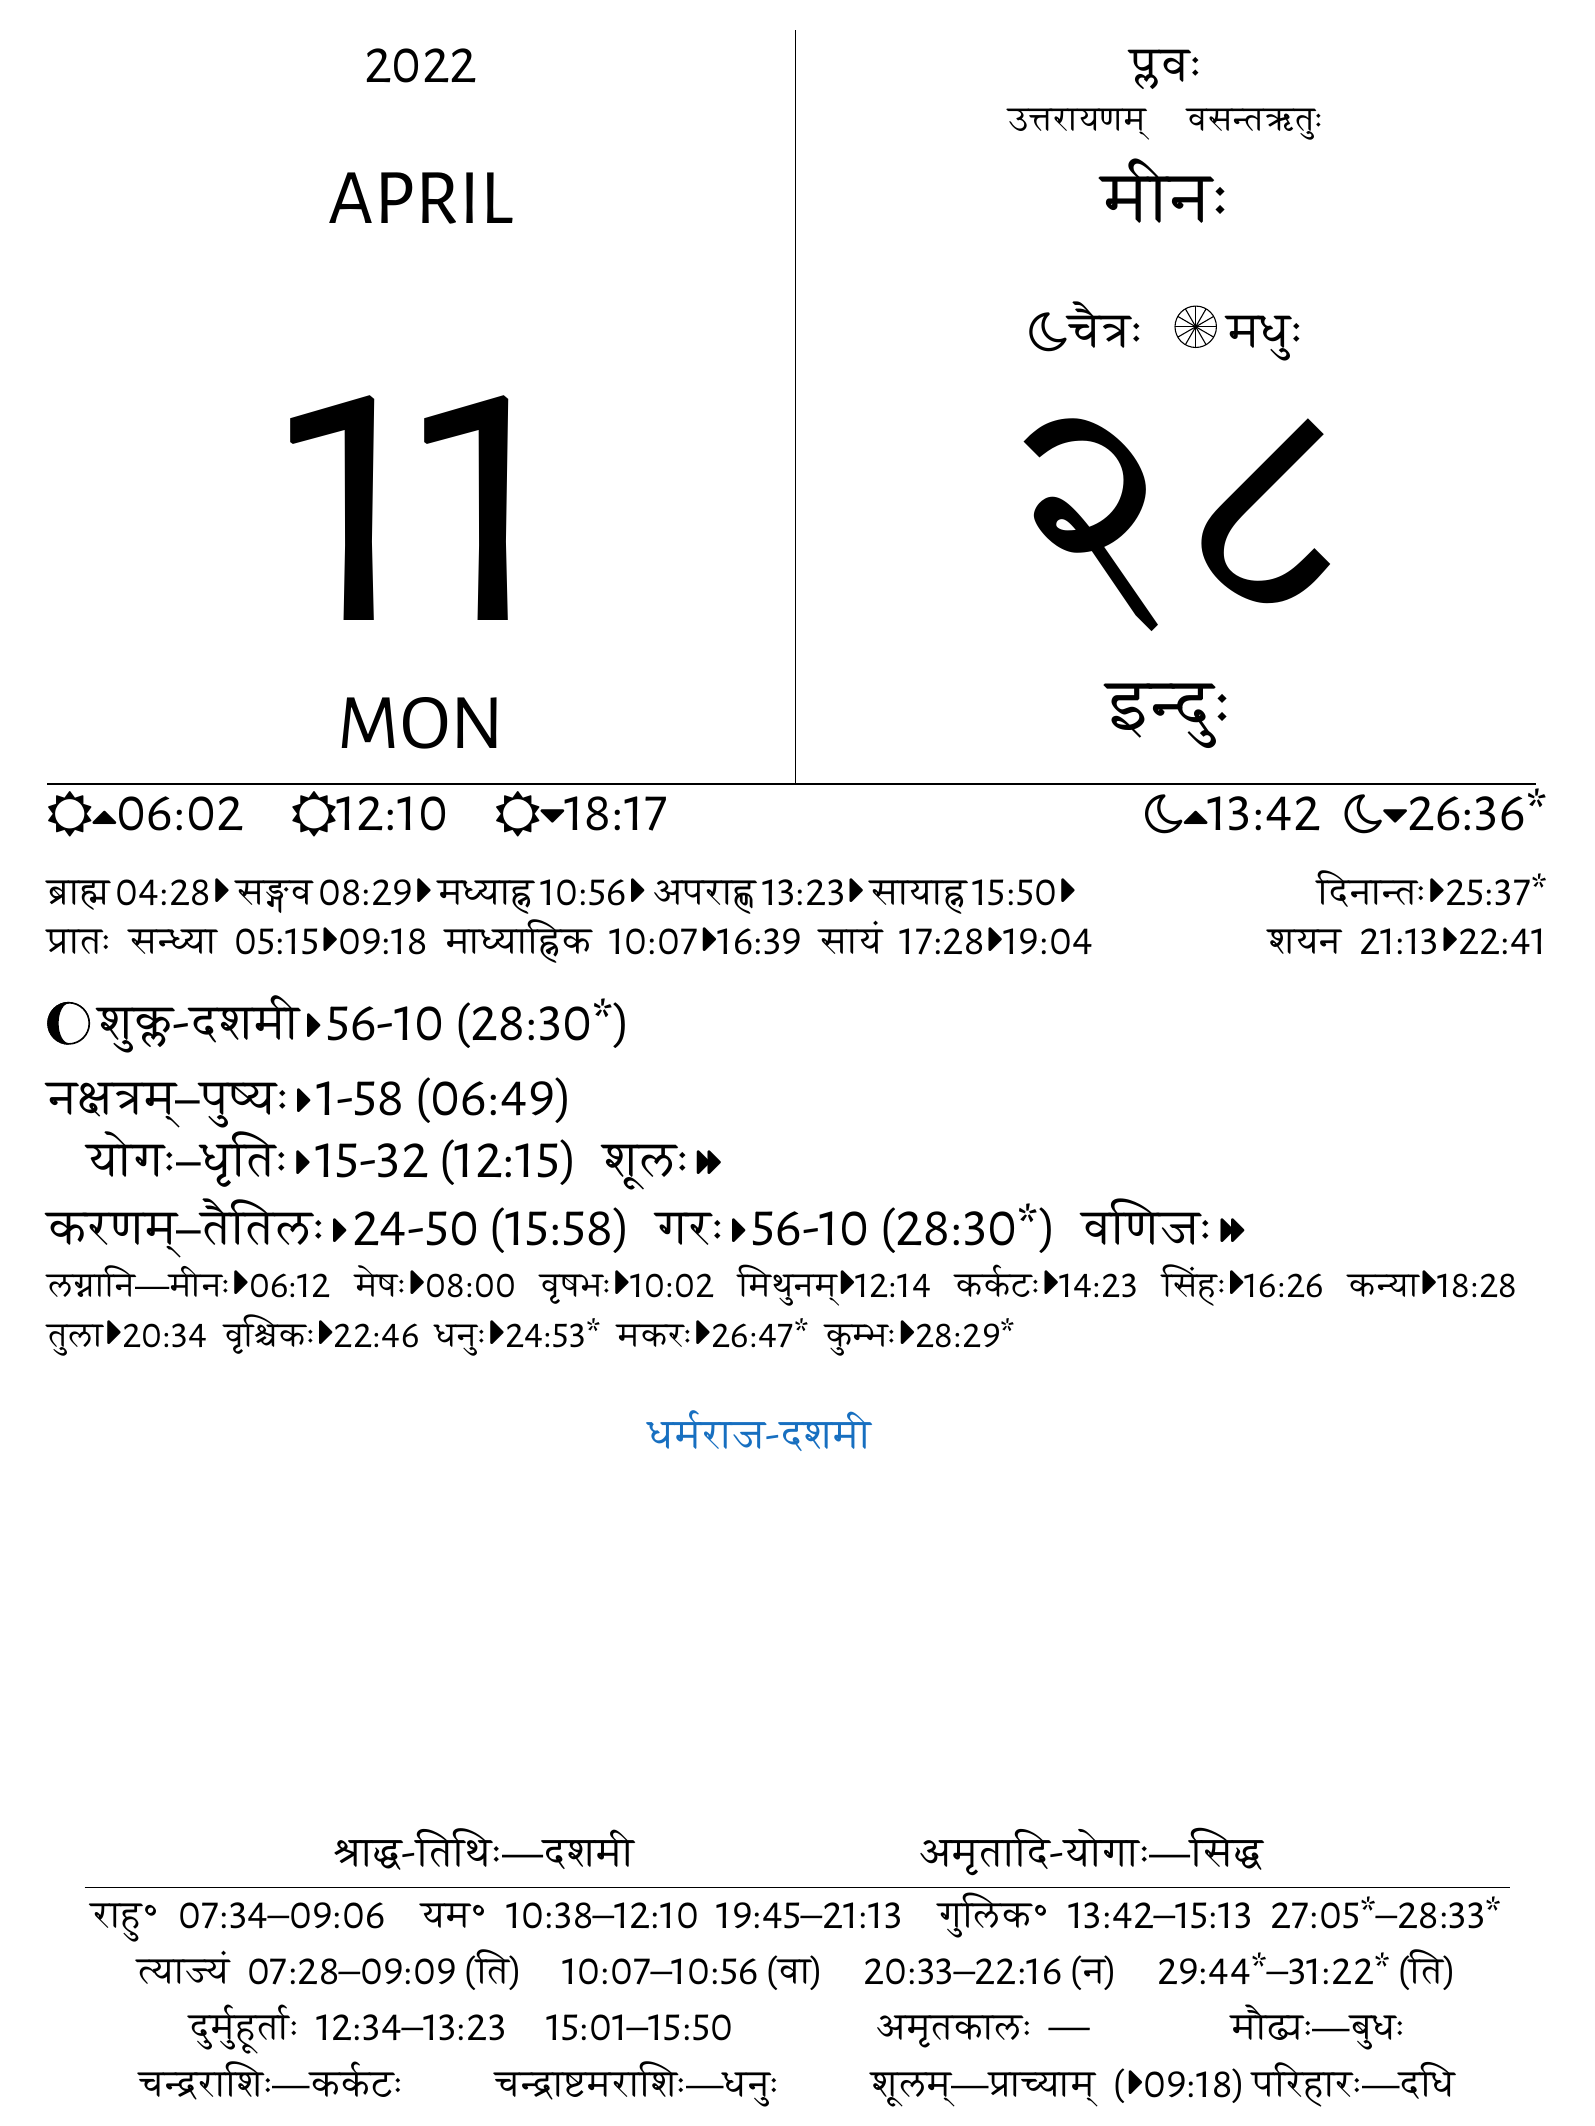 2022
APRIL
11
MON
प्लवः
उत्तरायणम् वसन्तऋतुः
मीनः
चैत्रः मधुः
२८
इन्दुः
06:02 12:10 18:17 13:42 26:36*
ब्राह्म 04:28 सङ्गव 08:29 मध्याह्न 10:56 अपराह्ण 13:23 सायाह्न 15:50 दिनान्तः 25:37*
प्रातः सन्ध्या 05:15 09:18 माध्याह्निक 10:07 16:39 सायं 17:28 19:04 शयन 21:13 22:41
शुक्ल-दशमी 56-10 (28:30*)
नक्षत्रम्–पुष्यः 1-58 (06:49)
योगः–धृतिः 15-32 (12:15) शूलः
करणम्–तैतिलः 24-50 (15:58) गरः 56-10 (28:30*) वणिजः
लग्नानि—मीनः 06:12 मेषः 08:00 वृषभः 10:02 मिथुनम् 12:14 कर्कटः 14:23 सिंहः 16:26 कन्या 18:28
तुला 20:34 वृश्चिकः 22:46 धनुः 24:53* मकरः 26:47* कुम्भः 28:29*
धर्मराज-दशमी
श्राद्ध-तिथिः—दशमी अमृतादि-योगाः—सिद्ध
राहु° 07:34–09:06 यम° 10:38–12:10 19:45–21:13 गुलिक° 13:42–15:13 27:05*–28:33*
त्याज्यं 07:28–09:09 (ति) 10:07–10:56 (वा) 20:33–22:16 (न) 29:44*–31:22* (ति)
दुर्मुहूर्ताः 12:34–13:23 15:01–15:50 अमृतकालः — मौढ्यः—बुधः
चन्द्रराशिः—कर्कटः चन्द्राष्टमराशिः—धनुः शूलम्—प्राच्याम् (09:18) परिहारः—दधि